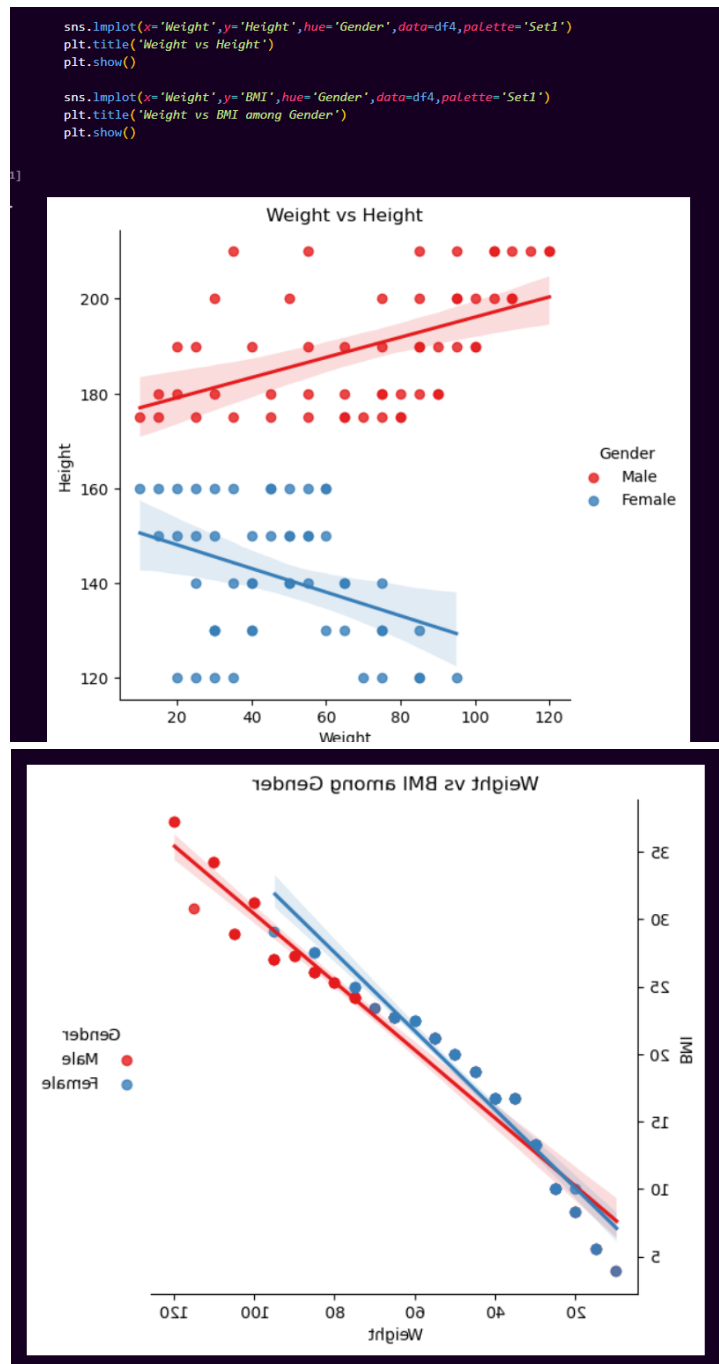 sns.lmplot(x='Weight',y='Height',hue='Gender',data=df4,palette='Set1')
plt.title('Weight vs Height')
plt.show()
sns.lmplot(x='Weight',y='BMI',hue='Gender',data=df4,palette='Set1')
plt.title('Weight vs BMI among Gender')
plt.show()
1]
Weight vs Height
Height
200
180
160
140
120
20 40 60 80 100 120
Weight
Gender
Male
Female
Weight vs BMI among Gender
35
30
25
20
15
10
5
BMI
Gender
Male
Female
120 100 80 60 40 20
Weight